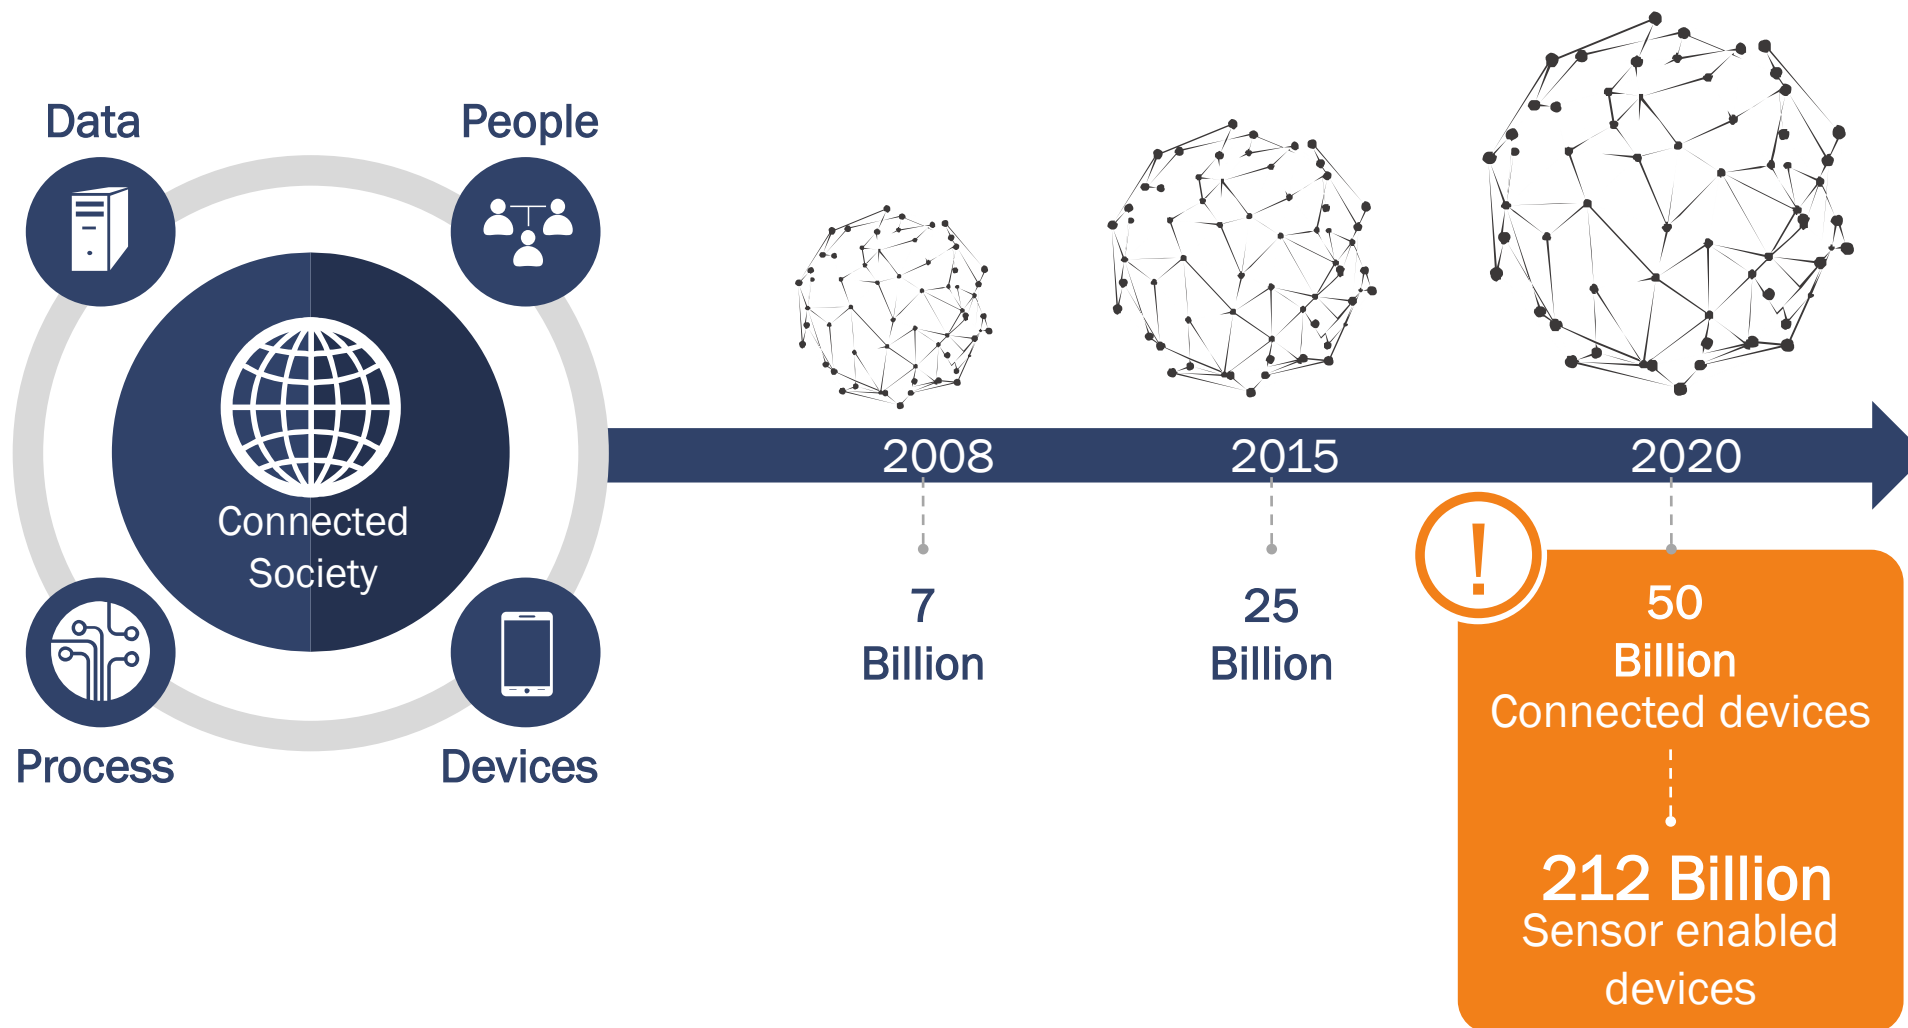 Data
People
Connected
Society
Process
Devices
2008
2015
2020
7
Billion
25
Billion
!
50
Billion
Connected devices
212 Billion
Sensor enabled
devices